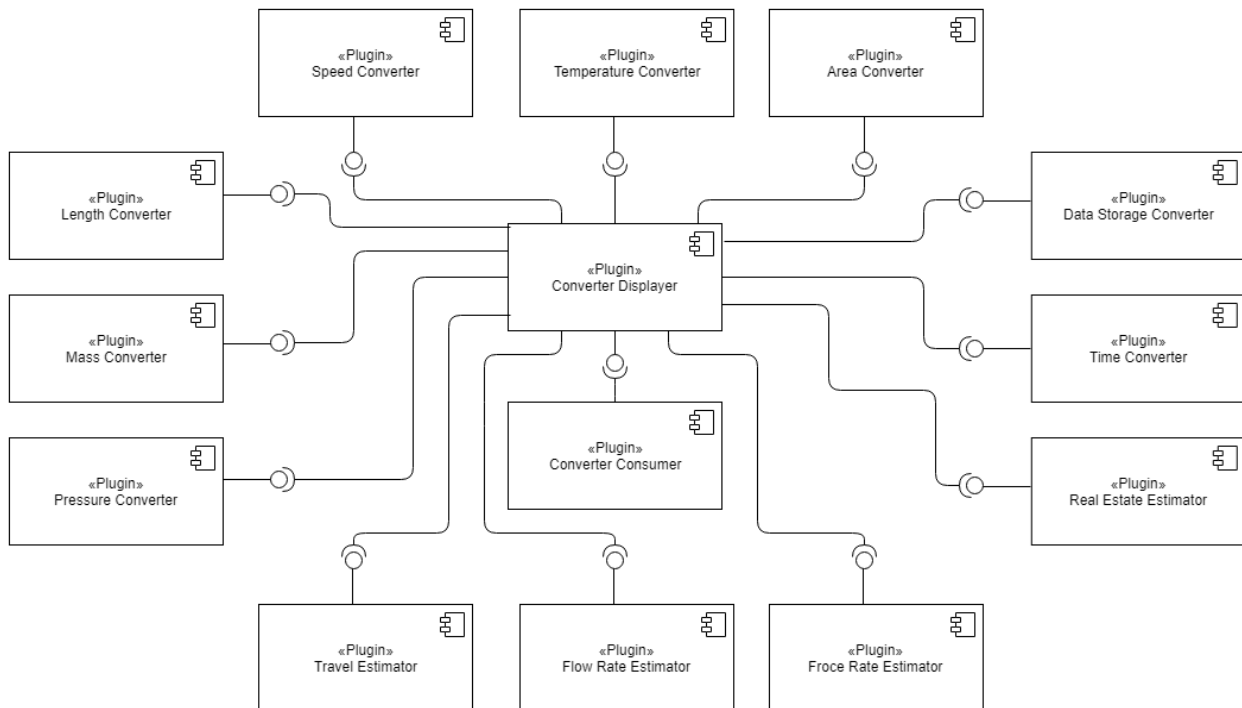 «Plugin»
Speed Converter
«Plugin»
Temperature Converter
«Plugin»
Area Converter
«Plugin»
Length Converter
«Plugin»
Data Storage Converter
«Plugin»
Converter Displayer
«Plugin»
Mass Converter
«Plugin»
Time Converter
«Plugin»
Converter Consumer
«Plugin»
Pressure Converter
«Plugin»
Real Estate Estimator
«Plugin»
Travel Estimator
«Plugin»
Flow Rate Estimator
«Plugin»
Froce Rate Estimator